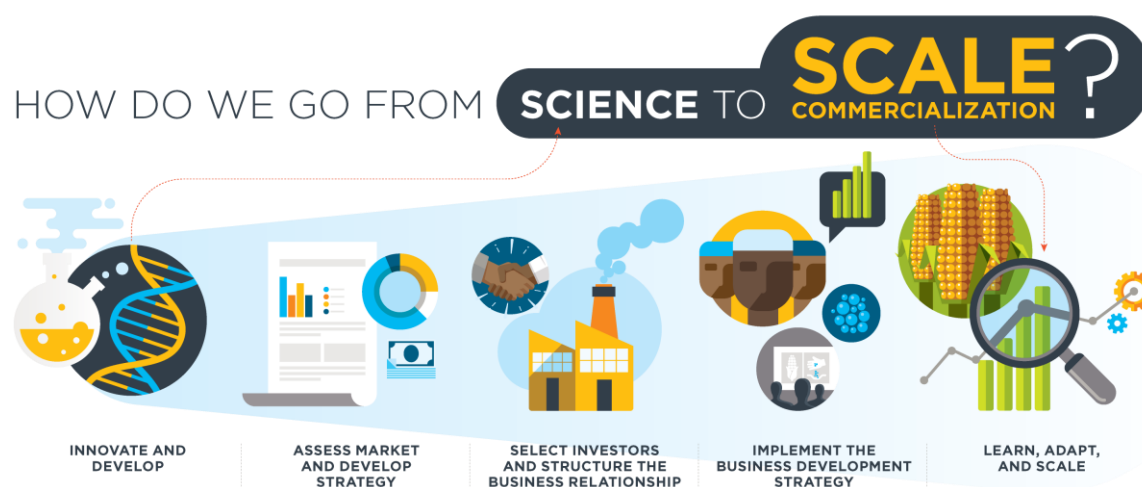 HOW DO WE GO FROM SCIENCE TO SCALE COMMERCIALIZATION?
INNOVATE AND
DEVELOP
ASSESS MARKET
AND DEVELOP
STRATEGY
SELECT INVESTORS
AND STRUCTURE THE
BUSINESS RELATIONSHIP
IMPLEMENT THE
BUSINESS DEVELOPMENT
STRATEGY
LEARN, ADAPT,
AND SCALE